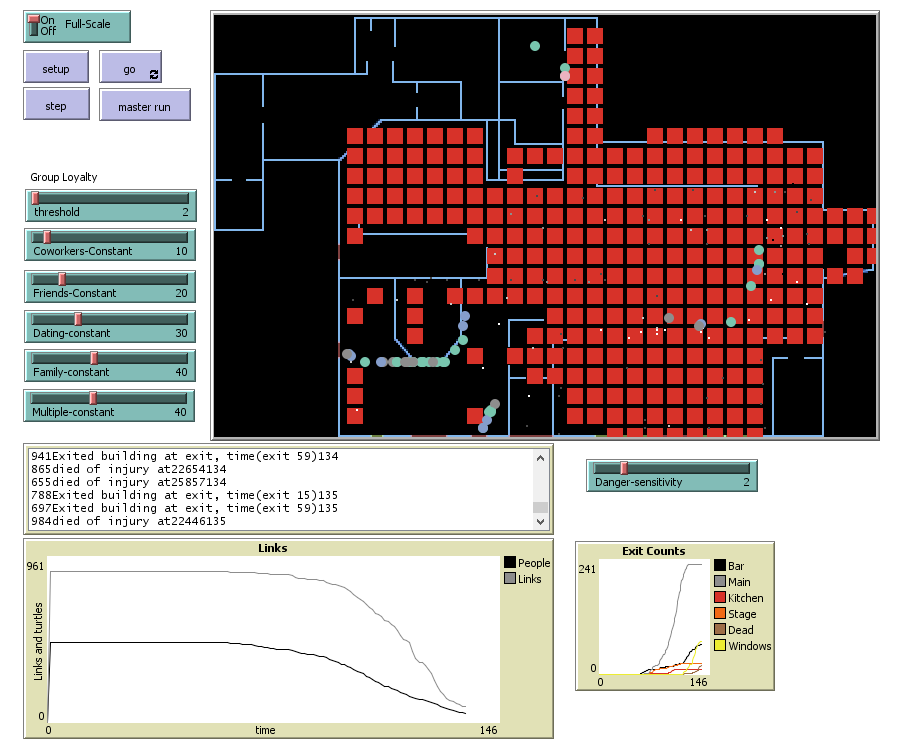 On
Off
Full-Scale
setup
go
step
master run
Group Loyalty
threshold 2
Coworkers-Constant 10
Friends-Constant 20
Dating-constant 30
Family-constant 40
Multiple-constant 40
941Exited building at exit, time(exit 59)134
865died of injury at22654134
655died of injury at25857134
788Exited building at exit, time(exit 15)135
697Exited building at exit, time(exit 59)135
984died of injury at22446135
Danger-sensitivity 2
Links
961
Links and turtles
0
0 time 146
People
Links
Exit Counts
241
0
0 146
Bar
Main
Kitchen
Stage
Dead
Windows